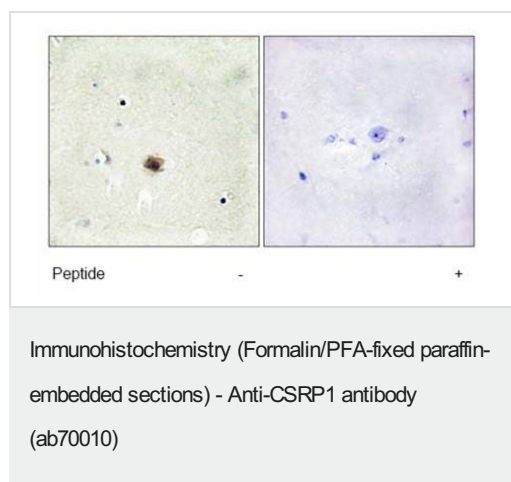 Peptide - +
Immunohistochemistry (Formalin/PFA-fixed paraffin-
embedded sections) - Anti-CSRP1 antibody
(ab70010)